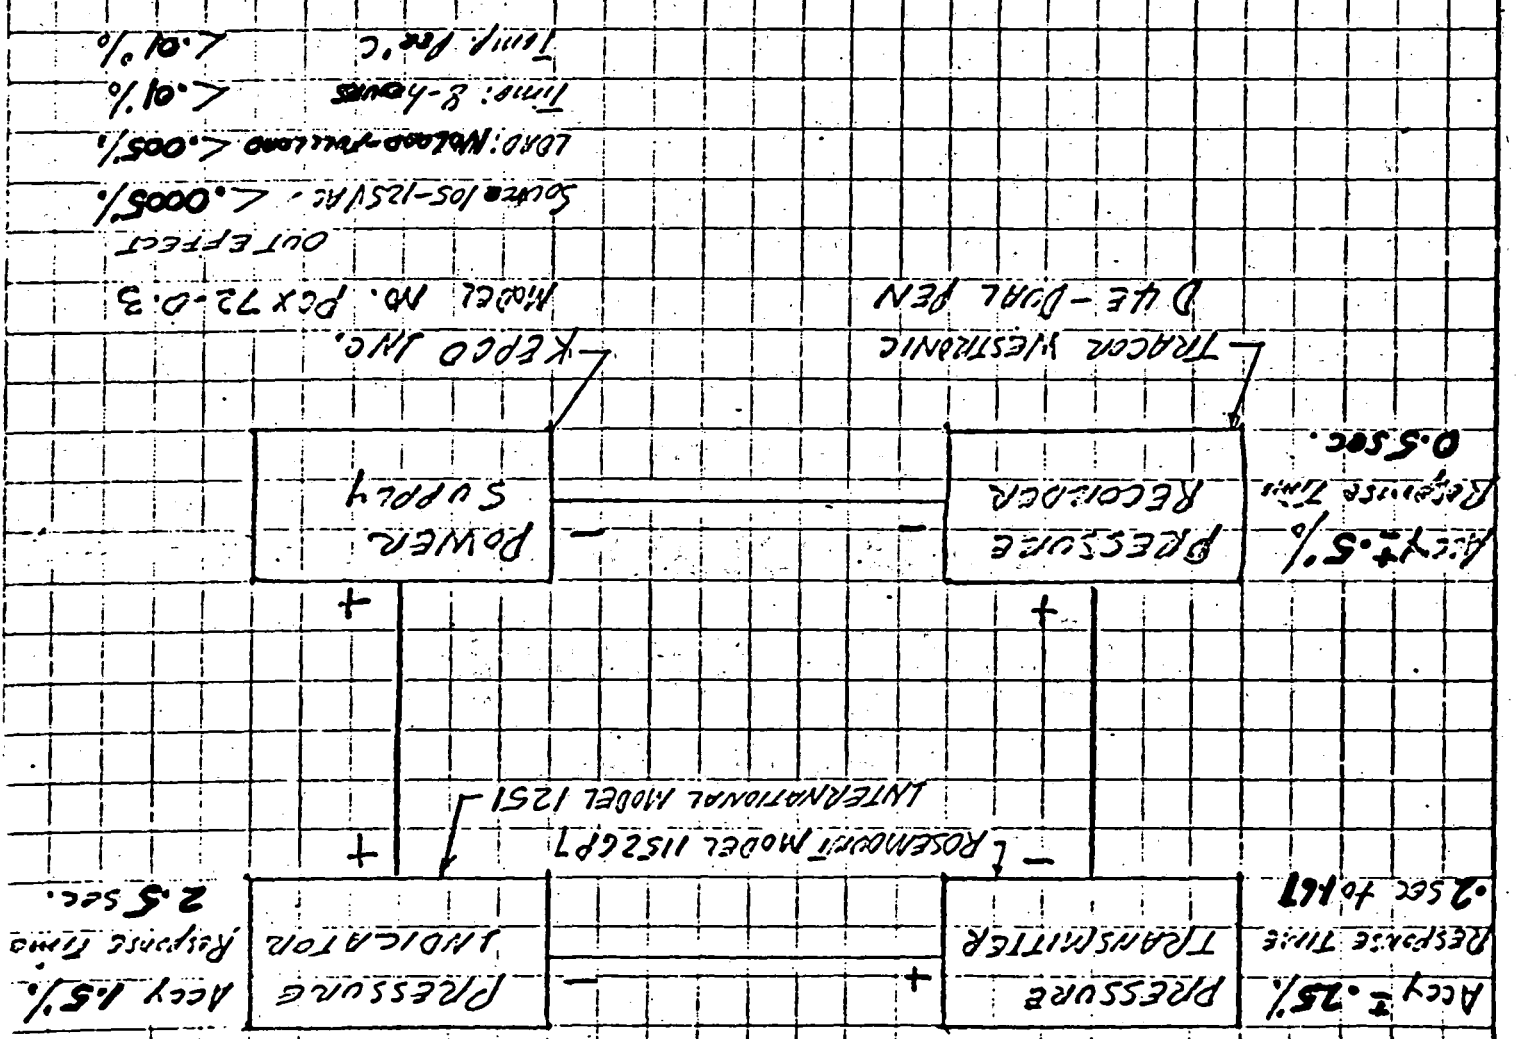 Accy ± .25%
RESPONSE TIME
.2 SEC to 1.67
PRESSURE
TRANSMITTER
+
-
ROSEMOUNT MODEL 1152GP7
PRESSURE
INDICATOR
-
+
INTERNATIONAL MODEL 1251
Accy 1.5%
Response Time
2.5 sec.
Accy ± .5%
Response Time
0.5 sec.
+
PRESSURE
RECORDER
-
TRACOR WESTRONIC
D4E-DUAL PEN
+
POWER
SUPPLY
-
KEPCO INC.
MODEL NO. PCX 72-0.3
OUT EFFECT
Source 105-125VAC. <.0005%
LOAD: NOLOAD-FULLLOAD <.005%
Time: 8-hours <.01%
Temp. Per °C <.01%